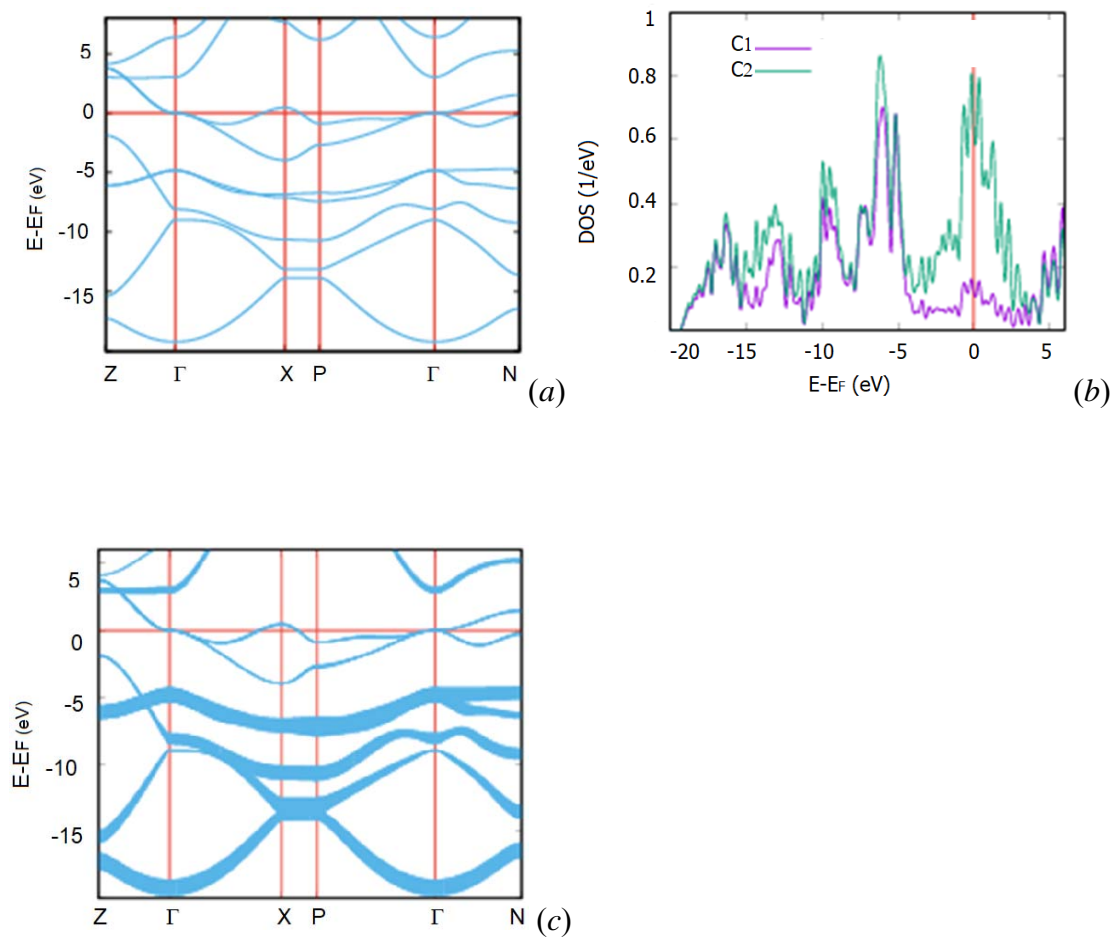 5
0
-5
-10
-15
E-EF (eV)
Z Γ X P Γ N
(a)
1
0.8
0.6
0.4
0.2
DOS (1/eV)
C1
C2
-20 -15 -10 -5 0 5
E-EF (eV)
(b)
5
0
-5
-10
-15
E-EF (eV)
Z Γ X P Γ N
(c)